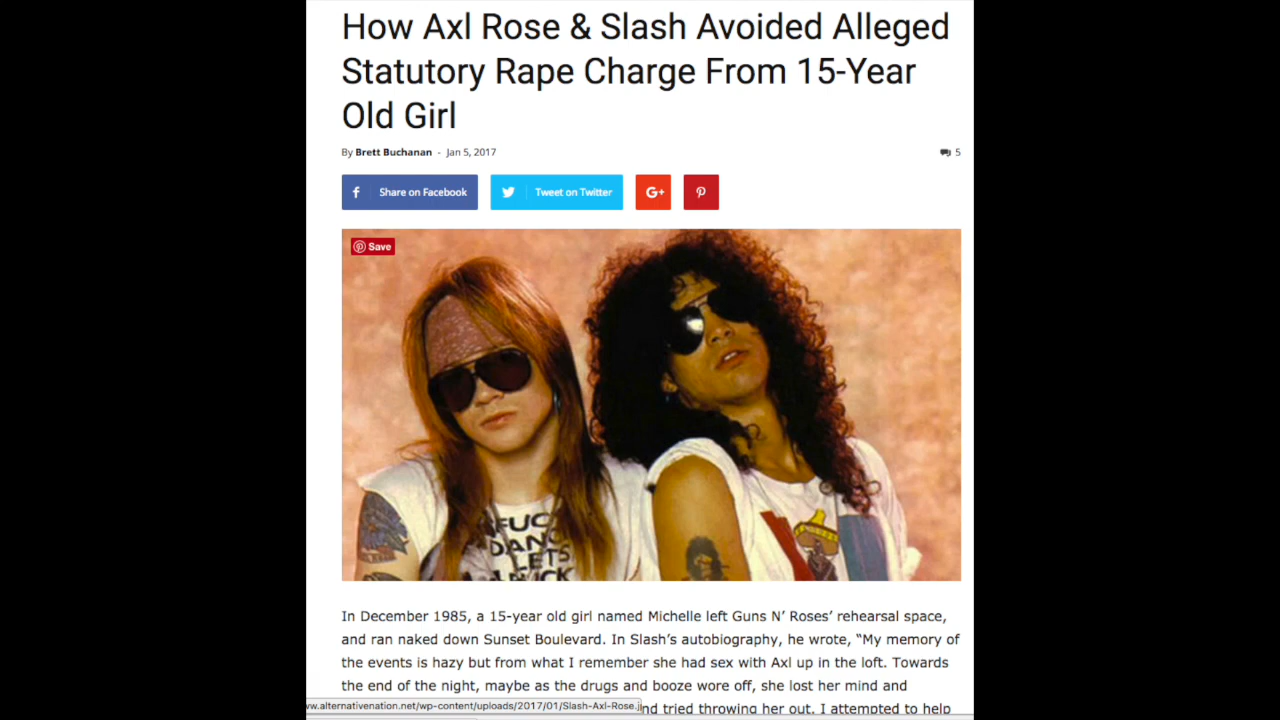 How Axl Rose & Slash Avoided Alleged
Statutory Rape Charge From 15-Year
Old Girl
By Brett Buchanan - Jan 5, 2017
5
Share on Facebook
Tweet on Twitter
G+
Save
FUC
DANC
LETS
In December 1985, a 15-year old girl named Michelle left Guns N’ Roses’ rehearsal space,
and ran naked down Sunset Boulevard. In Slash’s autobiography, he wrote, “My memory of
the events is hazy but from what I remember she had sex with Axl up in the loft. Towards
the end of the night, maybe as the drugs and booze wore off, she lost her mind and
nd tried throwing her out. I attempted to help
w.alternativenation.net/wp-content/uploads/2017/01/Slash-Axl-Rose.j